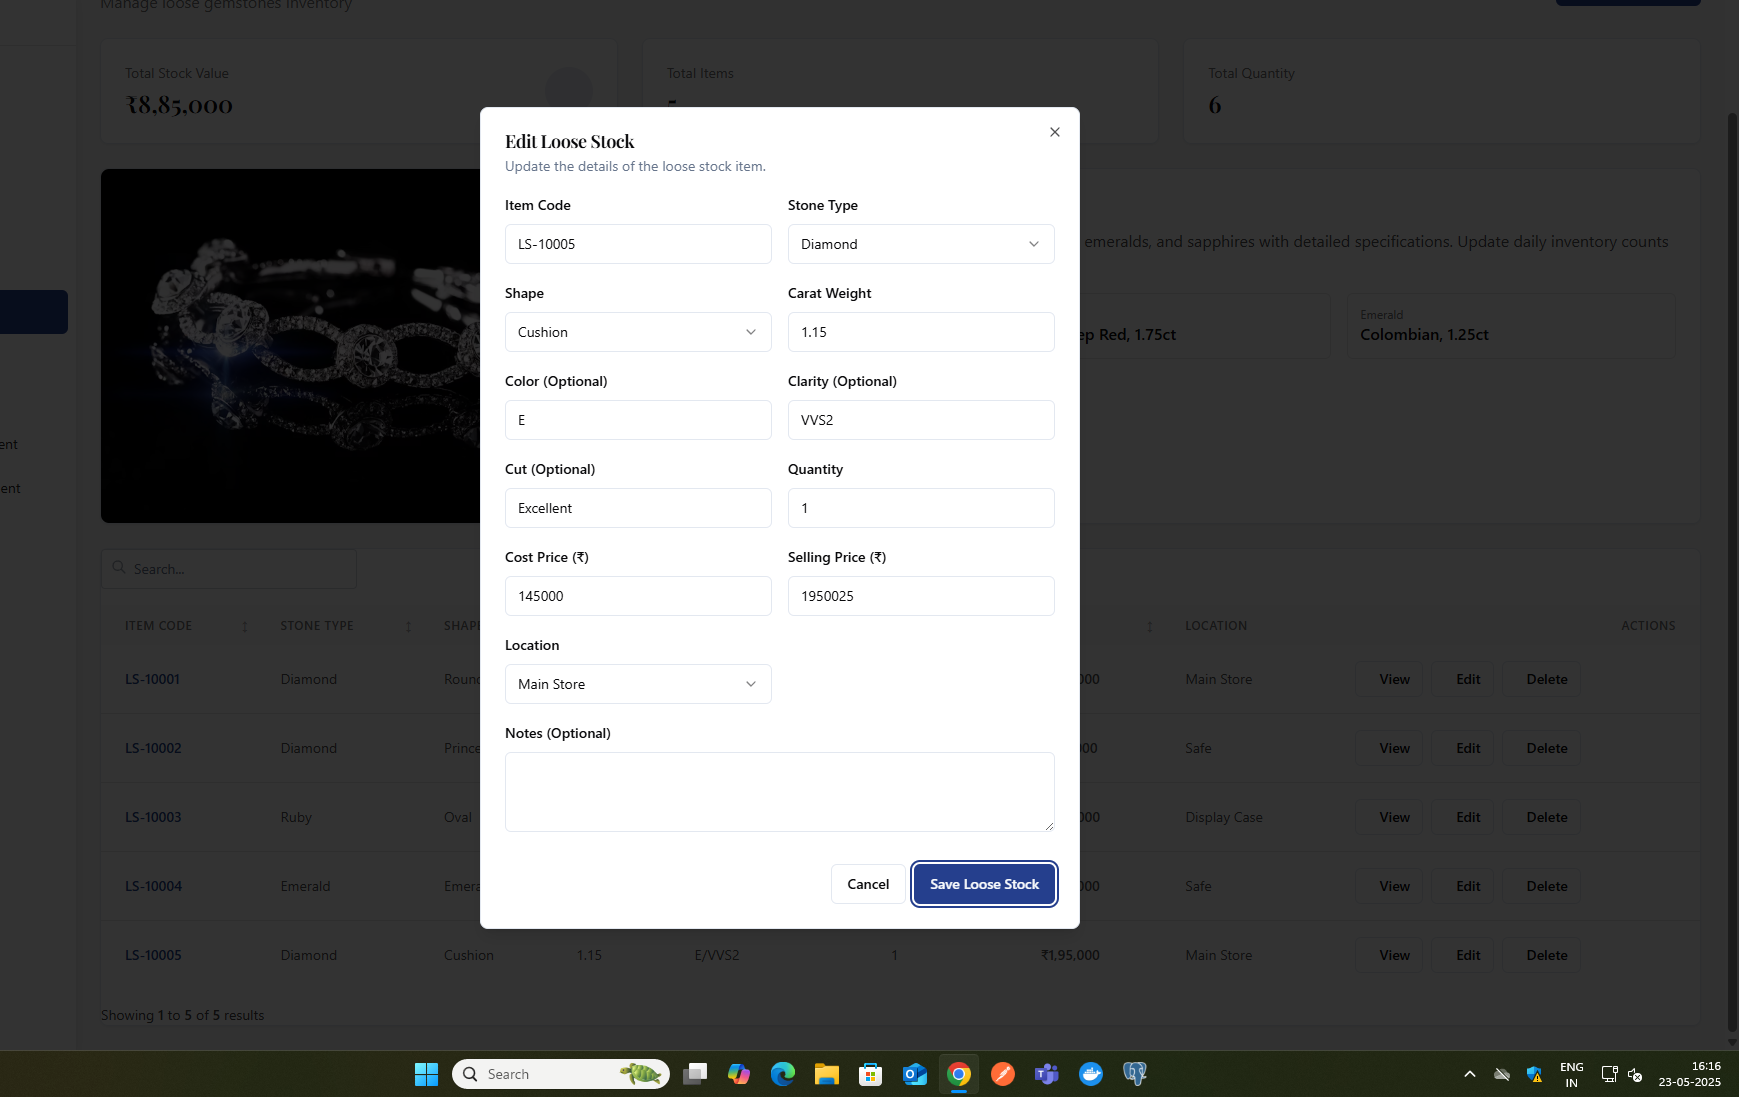 Manage loose gemstones inventory
Total Stock Value
₹8,85,000
Total Items
Total Quantity
6
Edit Loose Stock
Update the details of the loose stock item.
Item Code
Stone Type
LS-10005
Diamond
Shape
Carat Weight
Cushion
1.15
Color (Optional)
Clarity (Optional)
E
VVS2
Cut (Optional)
Quantity
Excellent
1
Cost Price (₹)
Selling Price (₹)
145000
1950025
Location
Main Store
Notes (Optional)
Cancel
Save Loose Stock
emeralds, and sapphires with detailed specifications. Update daily inventory counts
ep Red, 1.75ct
Emerald
Colombian, 1.25ct
ent
ent
Search...
ITEM CODE STONE TYPE SHAPE LOCATION ACTIONS
LS-10001 Diamond Round 000 Main Store View Edit Delete
LS-10002 Diamond Prince 000 Safe View Edit Delete
LS-10003 Ruby Oval 000 Display Case View Edit Delete
LS-10004 Emerald Emera 000 Safe View Edit Delete
LS-10005 Diamond Cushion 1.15 E/VVS2 1 ₹1,95,000 Main Store View Edit Delete
Showing 1 to 5 of 5 results
Search
ENG
IN
16:16
23-05-2025